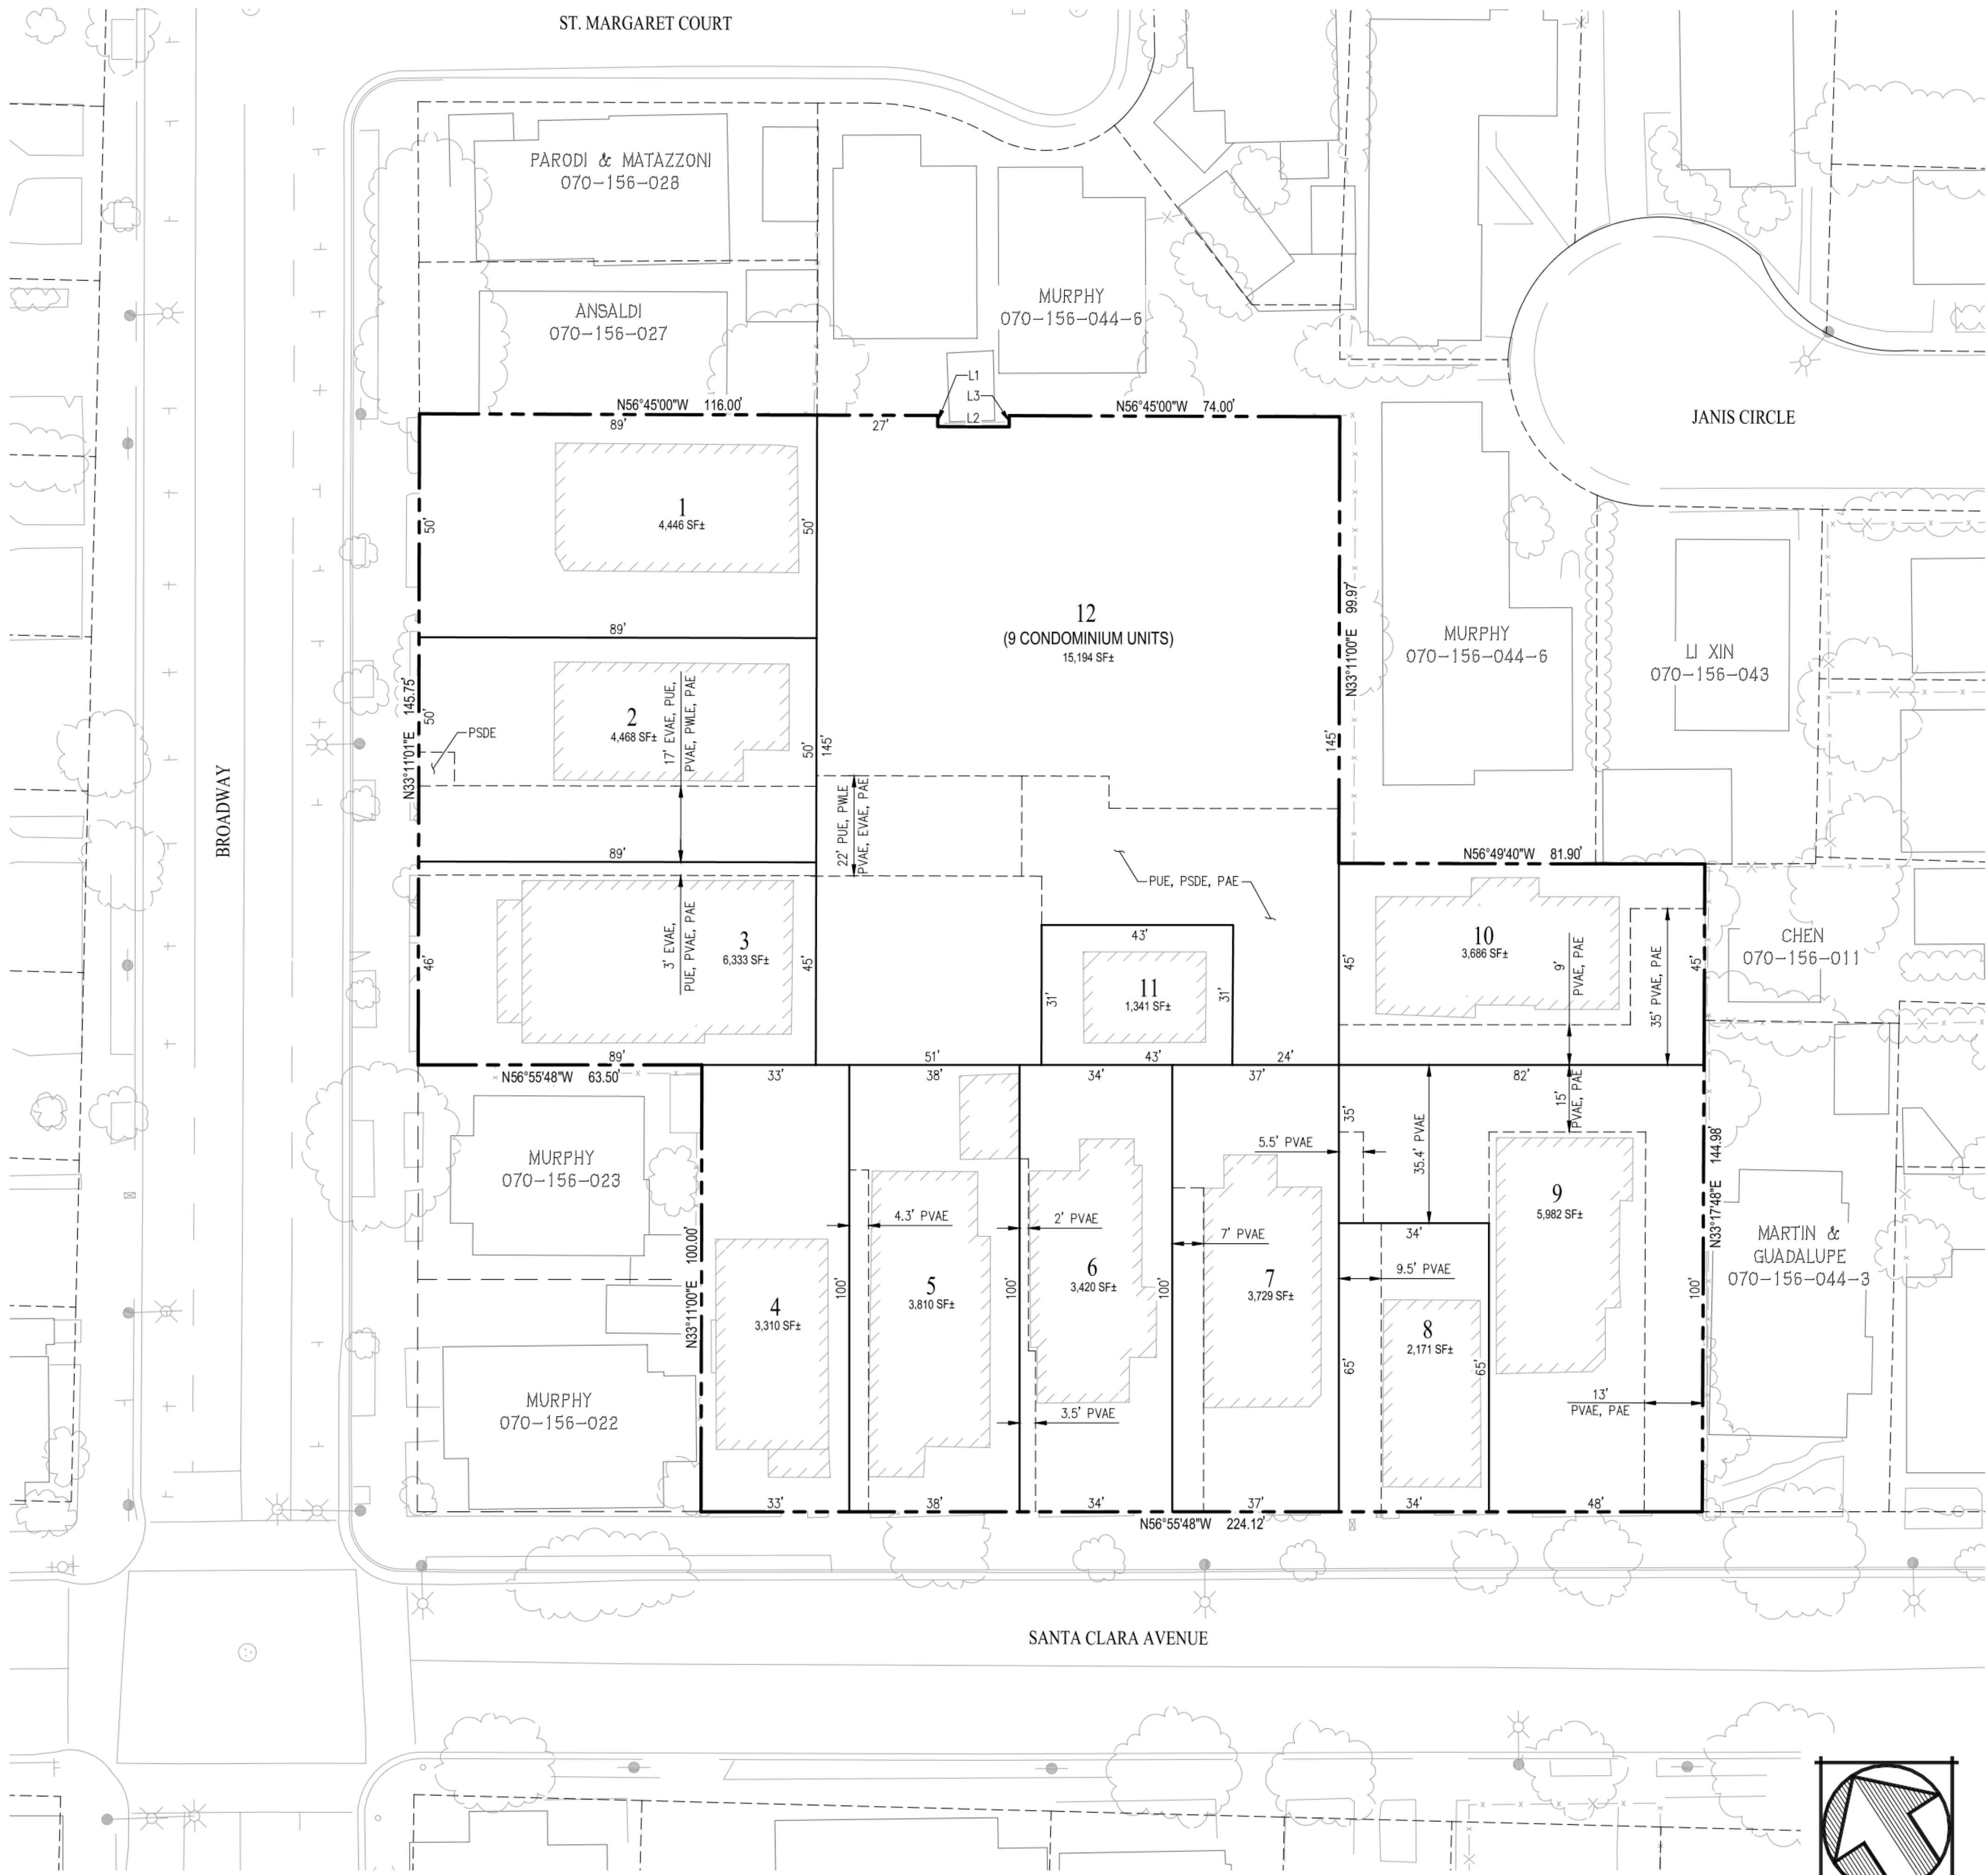 ST. MARGARET COURT
PARODI & MATAZZONI
070-156-028
ANSALDI
070-156-027
MURPHY
070-156-044-6
L1
L3
L2
JANIS CIRCLE
N56°45'00"W 116.00'
N56°45'00"W 74.00'
89'
27'
1
4,446 SF±
50'
50'
89'
12
(9 CONDOMINIUM UNITS)
15,194 SF±
N33°11'00"E 99.97'
145'
MURPHY
070-156-044-6
LI XIN
070-156-043
BROADWAY
N33°11'01"E 145.75'
50'
2
4,468 SF±
17' EVAE, PUE,
PVAE, PWLE, PAE
50'
145'
PSDE
89'
22' PUE, PWLE
PVAE, EVAE, PAE
PUE, PSDE, PAE
N56°49'40"W 81.90'
46'
3' EVAE,
PUE, PVAE, PAE
3
6,333 SF±
45'
43'
31'
11
1,341 SF±
31'
45'
10
3,686 SF±
9'
PVAE, PAE
35' PVAE, PAE
45'
CHEN
070-156-011
89'
51'
43'
24'
N56°55'48"W 63.50'
33'
38'
34'
37'
82'
MURPHY
070-156-023
N33°11'00"E 100.00'
35'
35.4' PVAE
15'
PVAE, PAE
5.5' PVAE
4.3' PVAE
2' PVAE
7' PVAE
34'
9.5' PVAE
9
5,982 SF±
N33°17'48"E 144.98'
MARTIN &
GUADALUPE
070-156-044-3
4
3,310 SF±
100'
5
3,810 SF±
100'
6
3,420 SF±
100'
7
3,729 SF±
65'
8
2,171 SF±
65'
100'
MURPHY
070-156-022
3.5' PVAE
13'
PVAE, PAE
33'
38'
34'
37'
34'
48'
N56°55'48"W 224.12'
SANTA CLARA AVENUE